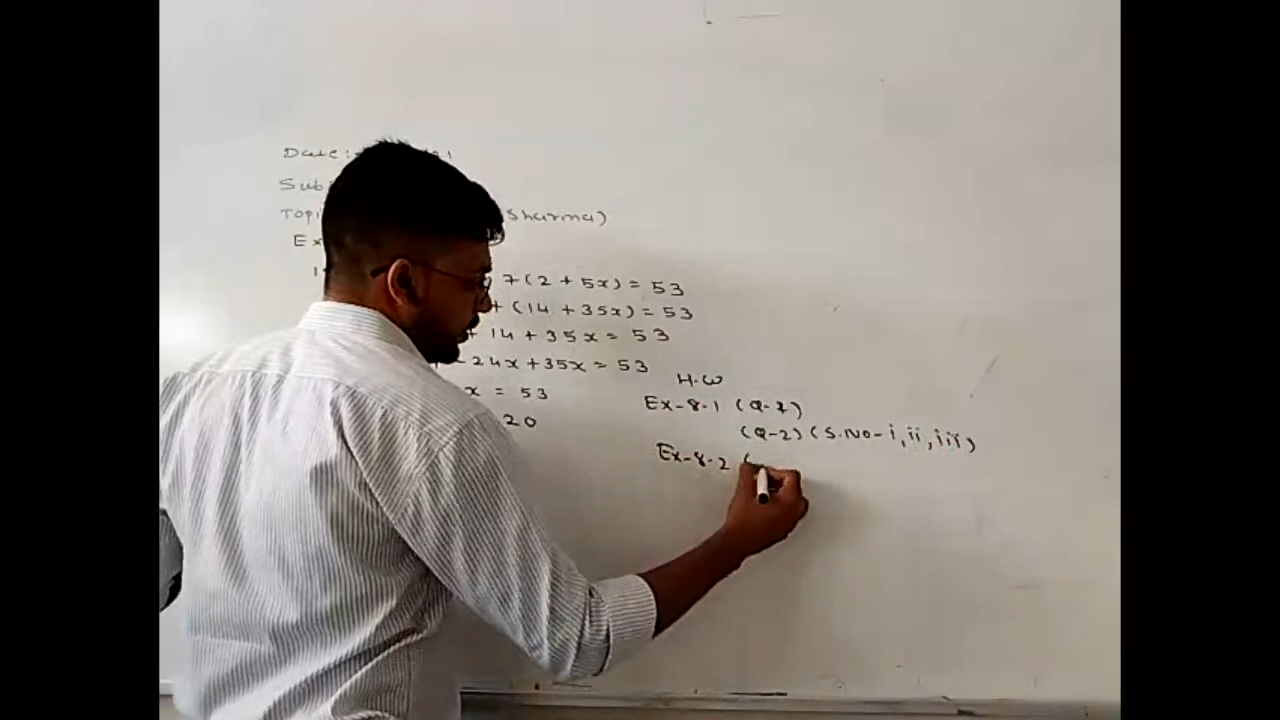 Date:
Sub
Topi Sharma)
Ex
7(2 + 5x) = 53
+ (14 + 35x) = 53
+ 14 + 35x = 53
- 24x + 35x = 53
x = 53
20
H.W
Ex-8.1 (Q-1)
(Q-2) (S.No-i, ii, iii)
Ex-8.2 (